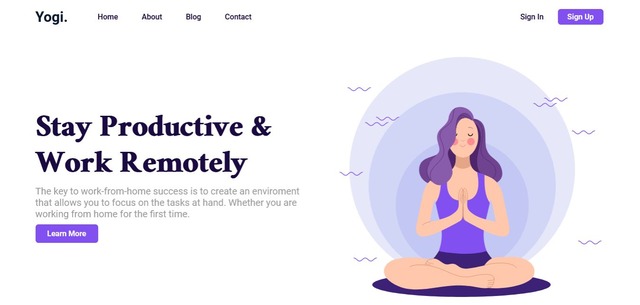 Yogi.
Home
About
Blog
Contact
Sign In
Sign Up
Stay Productive &
Work Remotely
The key to work-from-home success is to create an enviroment
that allows you to focus on the tasks at hand. Whether you are
working from home for the first time.
Learn More